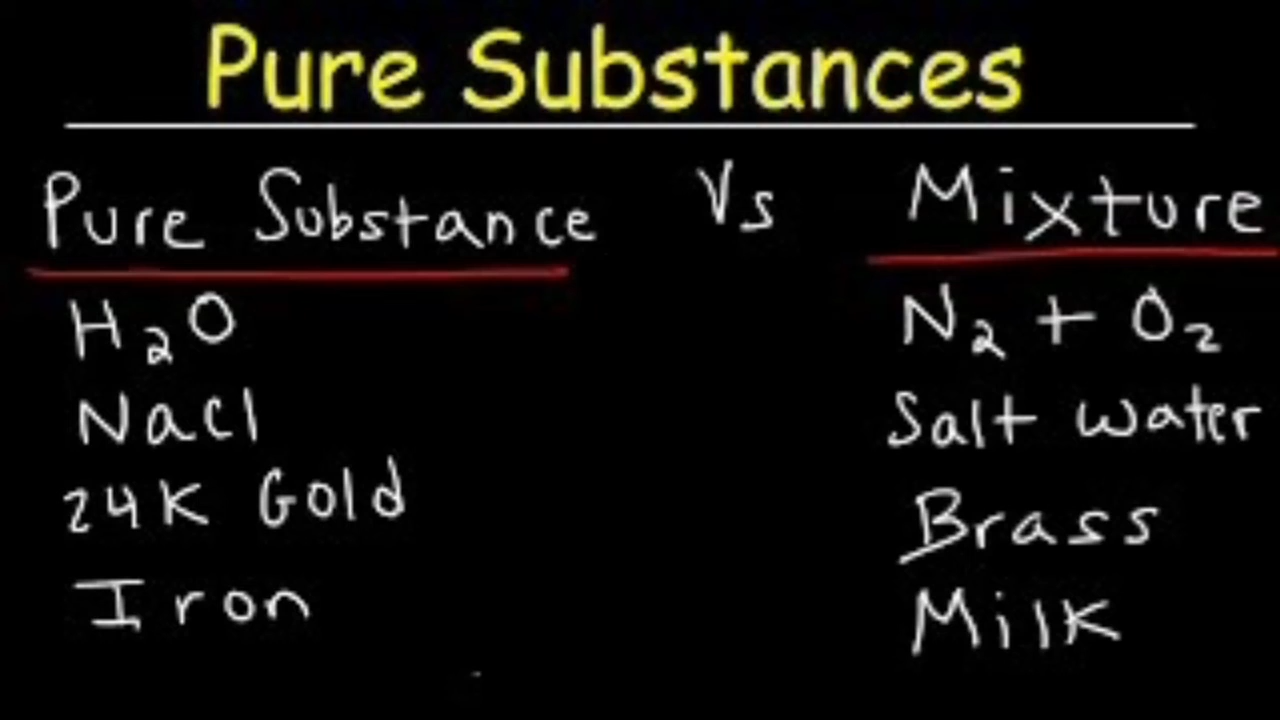 Pure Substances
Pure Substance Vs Mixture
H₂O N₂ + O₂
NaCl Salt water
24K Gold Brass
Iron Milk